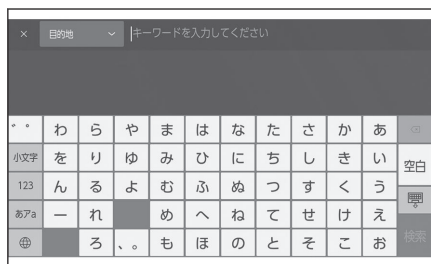 × 目的地 キーワードを入力してください
゛゜ わ ら や ま は な た さ か あ
小文字 を り ゆ み ひ に ち し き い 空白
123 ん る よ む ふ ぬ つ す く う
あアa ー れ め へ ね て せ け え
ろ 、。 も ほ の と そ こ お 検索